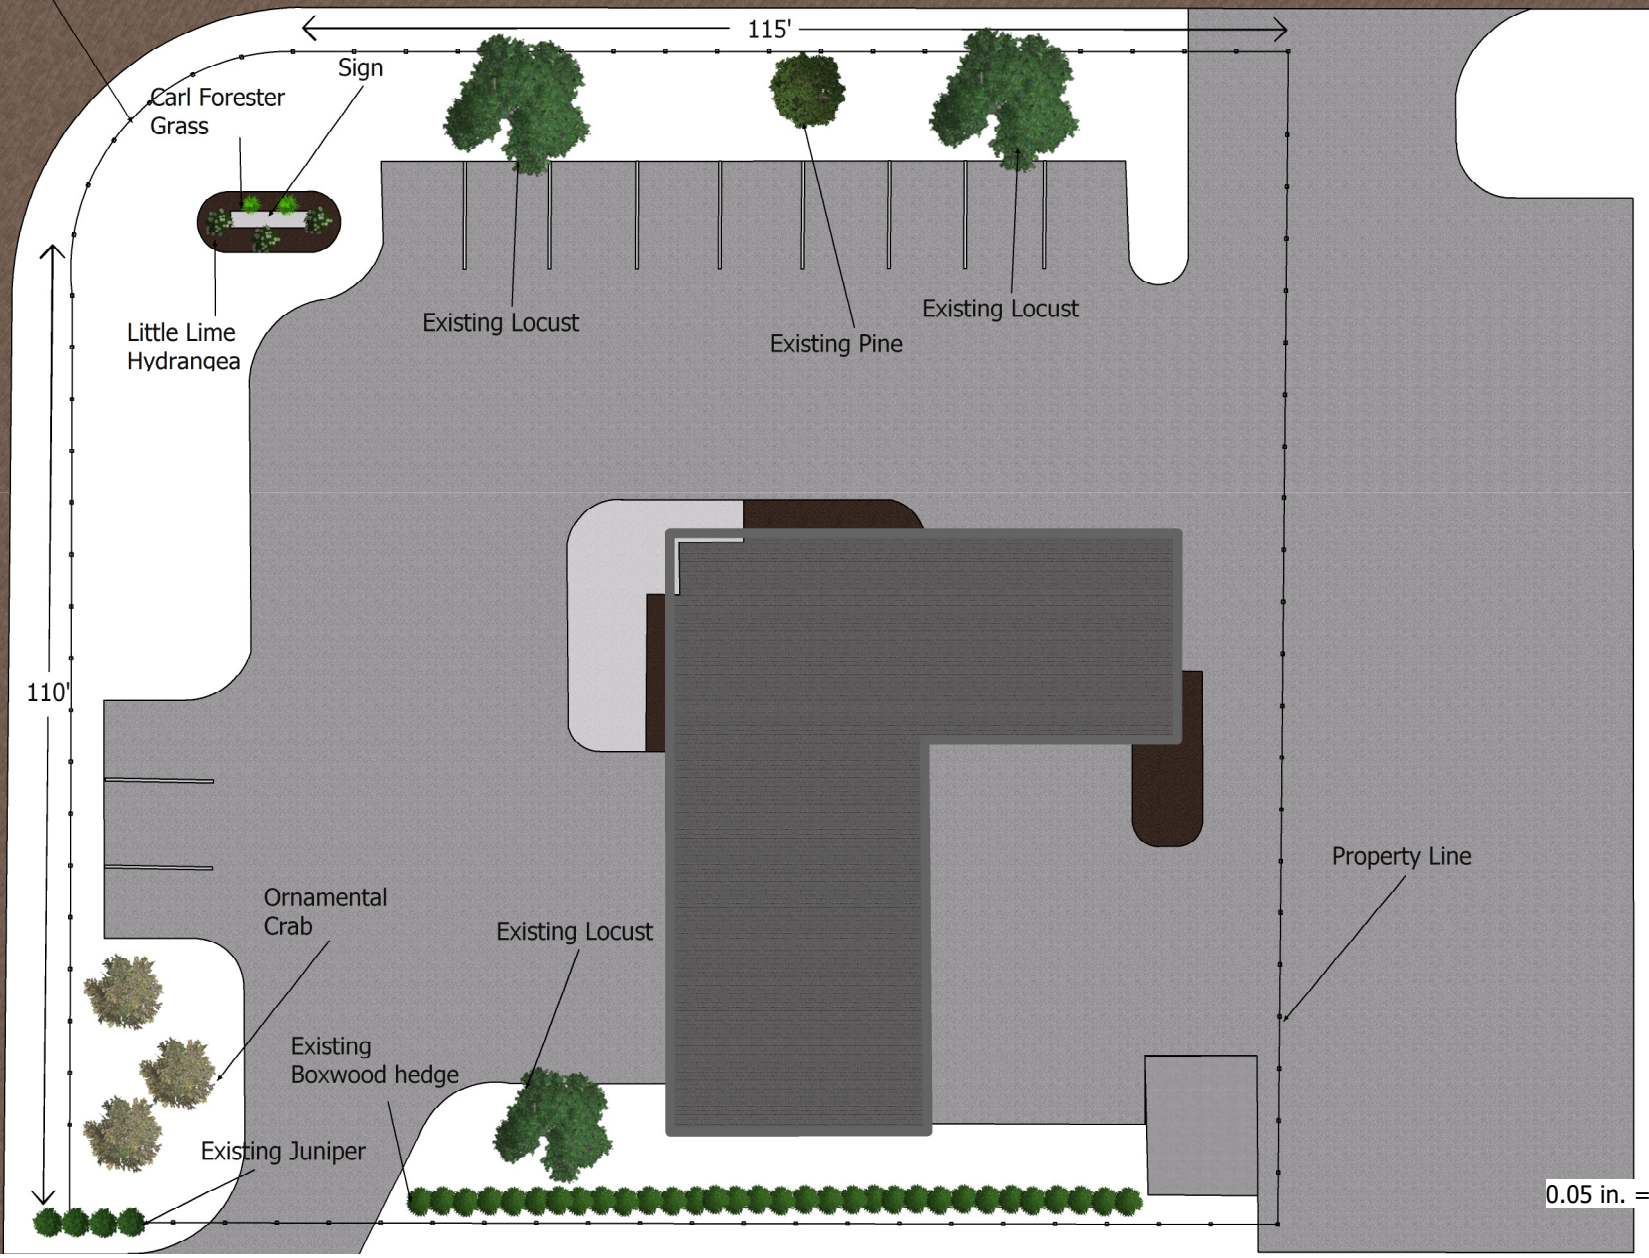 115'
Sign
Carl Forester
Grass
Little Lime
Hydrangea
Existing Locust
Existing Pine
Existing Locust
110'
Property Line
Ornamental
Crab
Existing Locust
Existing
Boxwood hedge
Existing Juniper
0.05 in. =